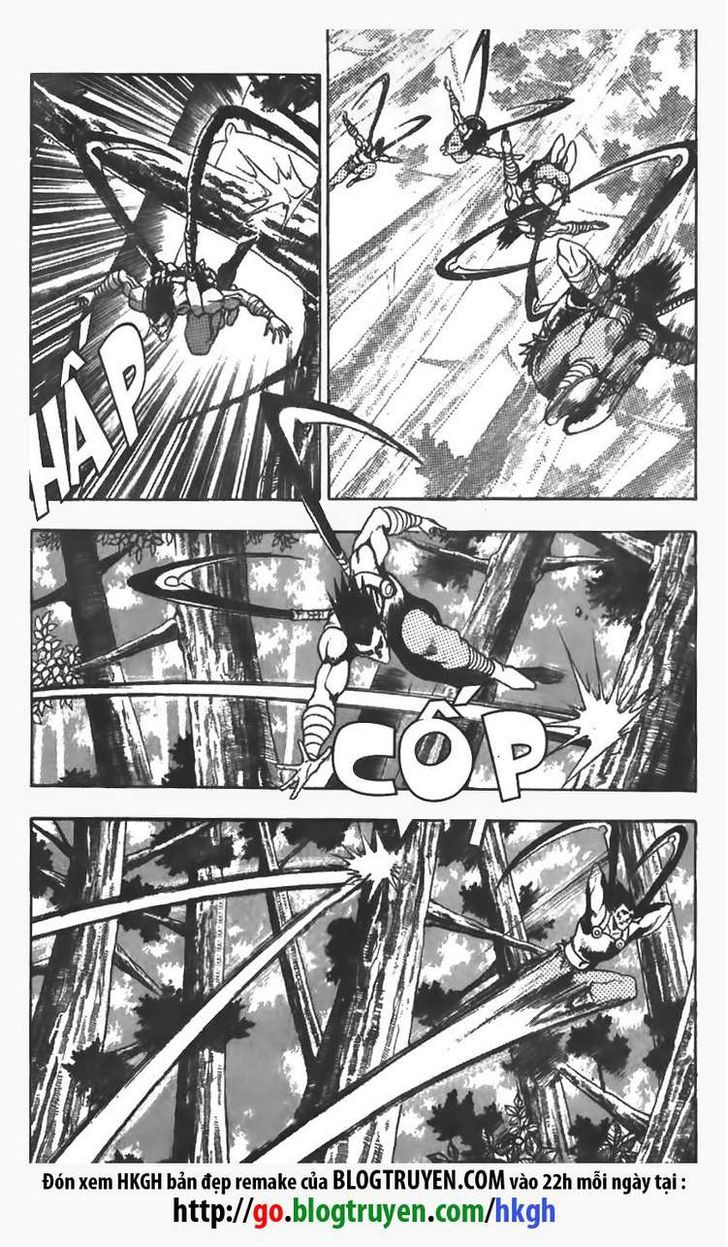 HẤP
CÔP
Đón xem HKGH bản đẹp remake của BLOGTRUYEN.COM vào 22h mỗi ngày tại :
http://go.blogtruyen.com/hkgh